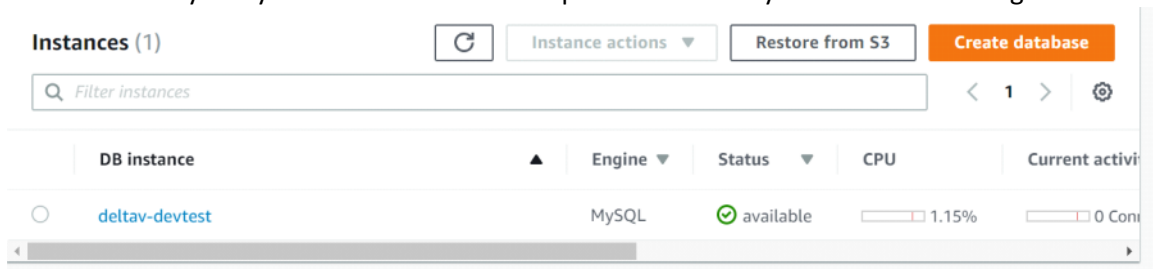 Instances (1) Instance actions Restore from S3 Create database
Filter instances 1
DB instance Engine Status CPU Current activi
deltav-devtest MySQL available 1.15% 0 Con